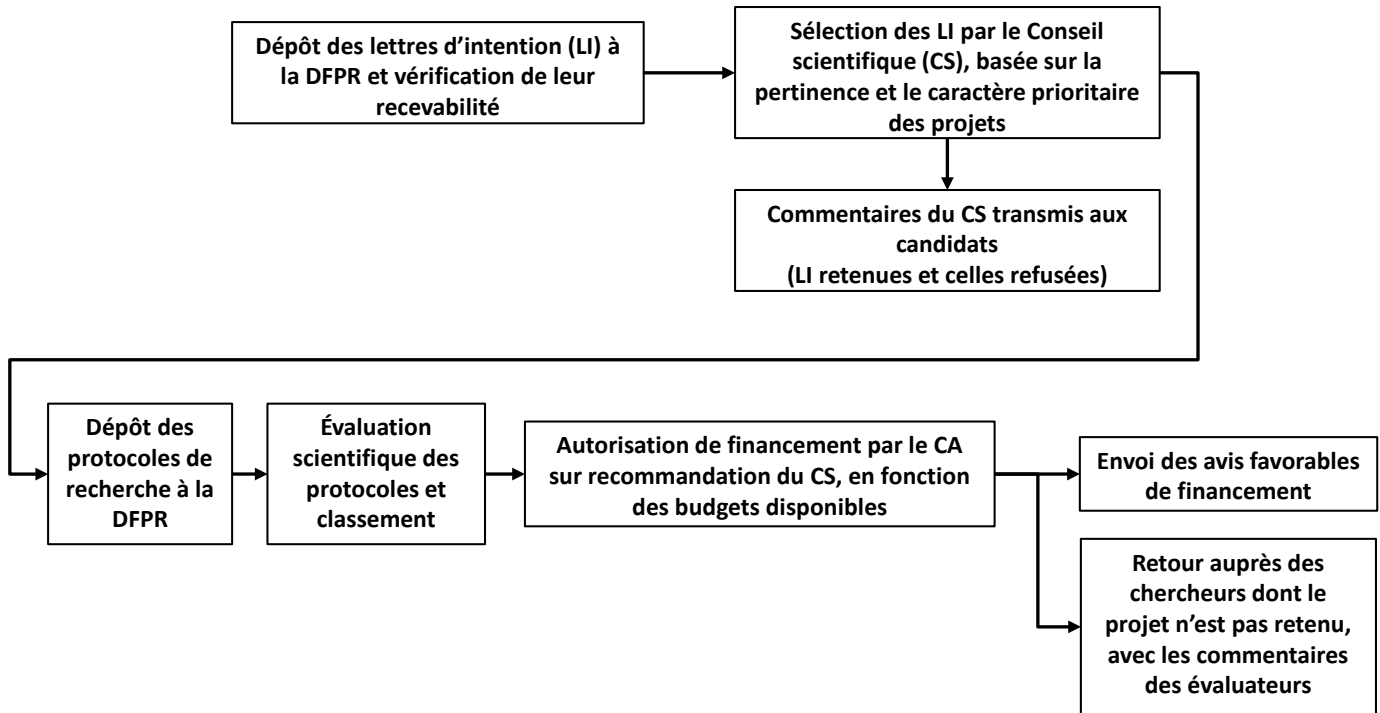 Dépôt des lettres d’intention (LI) à
la DFPR et vérification de leur
recevabilité
Sélection des LI par le Conseil
scientifique (CS), basée sur la
pertinence et le caractère prioritaire
des projets
Commentaires du CS transmis aux
candidats
(LI retenues et celles refusées)
Dépôt des
protocoles de
recherche à la
DFPR
Évaluation
scientifique des
protocoles et
classement
Autorisation de financement par le CA
sur recommandation du CS, en fonction
des budgets disponibles
Envoi des avis favorables
de financement
Retour auprès des
chercheurs dont le
projet n’est pas retenu,
avec les commentaires
des évaluateurs